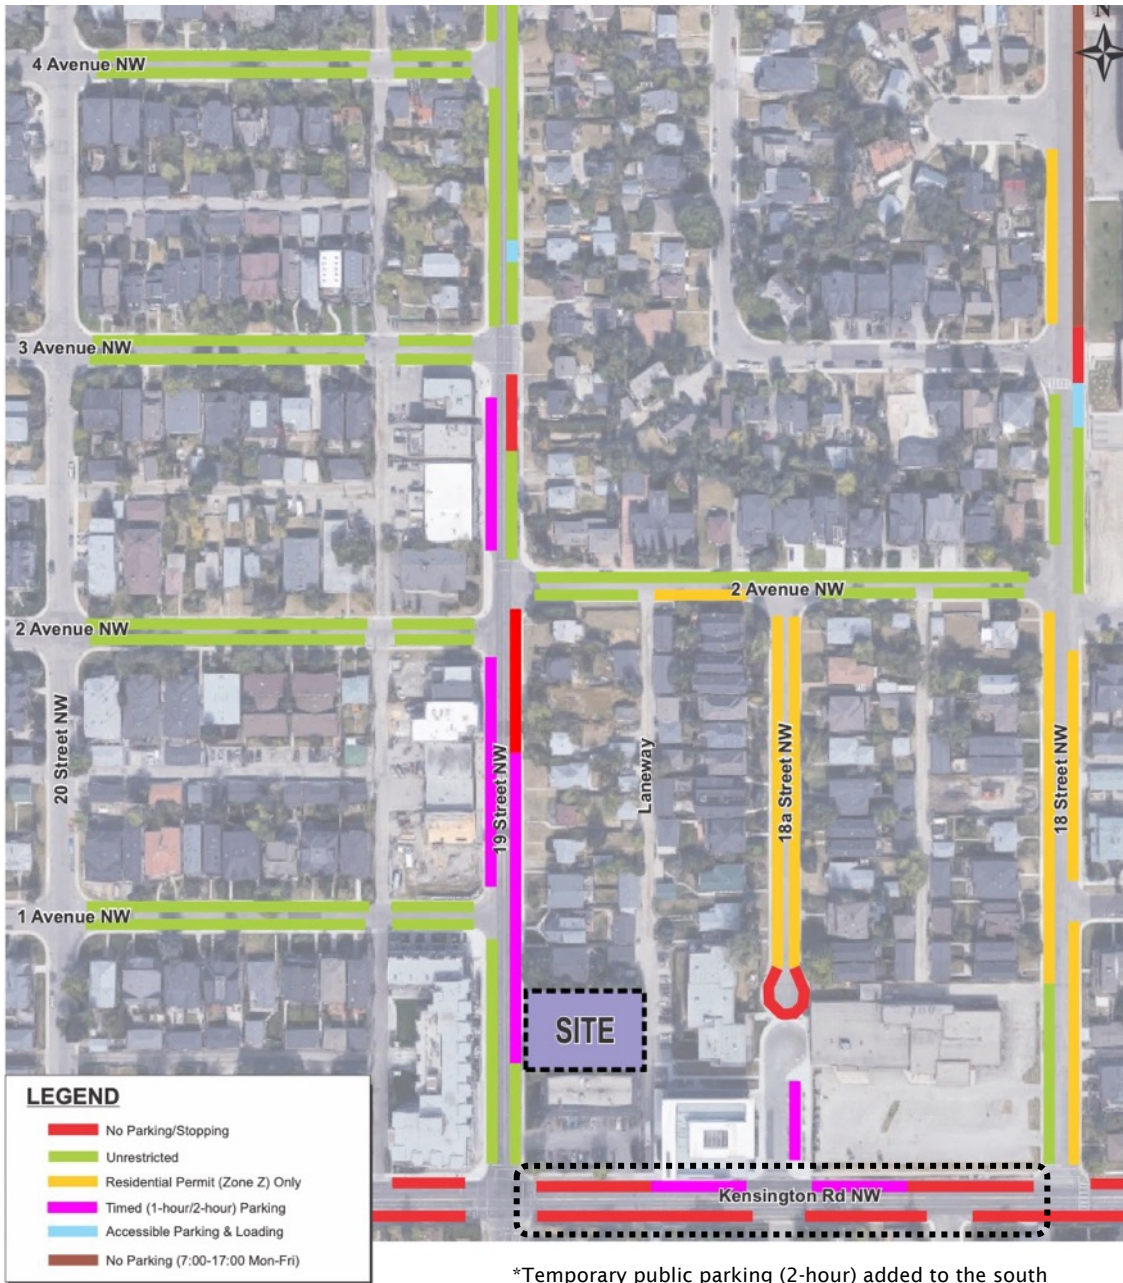 N
4 Avenue NW
3 Avenue NW
2 Avenue NW
2 Avenue NW
20 Street NW
19 Street NW
Laneway
18a Street NW
18 Street NW
1 Avenue NW
SITE
LEGEND
No Parking/Stopping
Unrestricted
Residential Permit (Zone Z) Only
Timed (1-hour/2-hour) Parking
Accessible Parking & Loading
No Parking (7:00-17:00 Mon-Fri)
Kensington Rd NW
*Temporary public parking (2-hour) added to the south